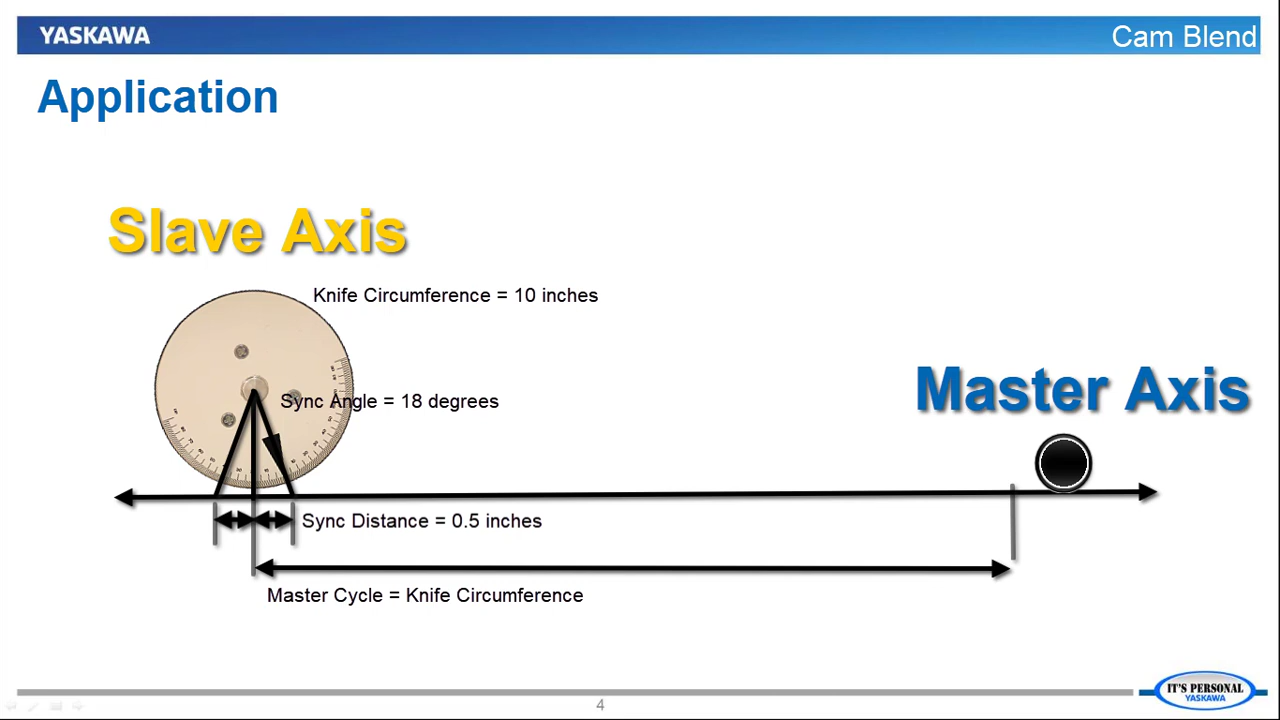 YASKAWA
Cam Blend
Application
Slave Axis
Knife Circumference = 10 inches
Master Axis
Sync Angle = 18 degrees
Sync Distance = 0.5 inches
Master Cycle = Knife Circumference
IT'S PERSONAL
YASKAWA
4